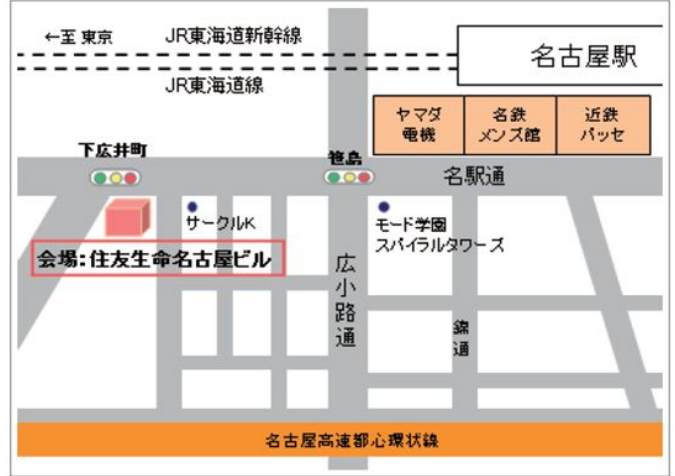 ←至 東京
JR東海道新幹線
JR東海道線
名古屋駅
ヤマダ
電機
名鉄
メンズ館
近鉄
パッセ
下広井町
笹島
名駅通
サークルK
モード学園
スパイラルタワーズ
会場:住友生命名古屋ビル
広小路通
錦通
名古屋高速都心環状線